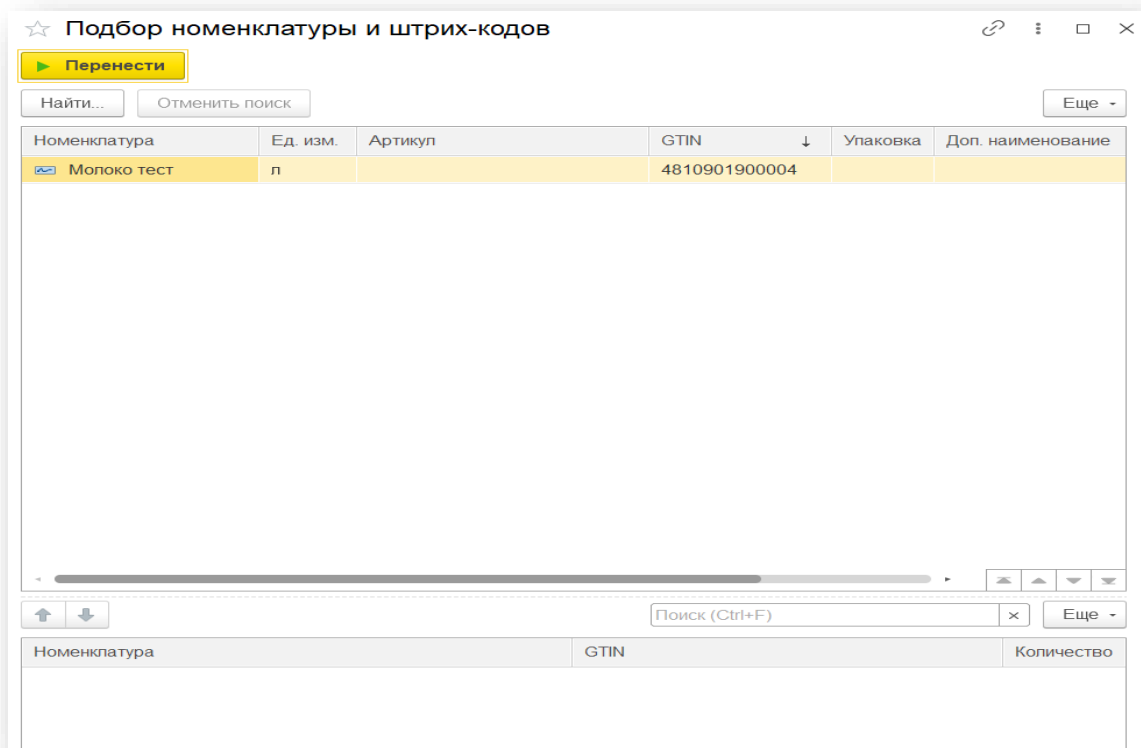 Подбор номенклатуры и штрих-кодов
Перенести
Найти... Отменить поиск Еще
Номенклатура Ед. изм. Артикул GTIN ↓ Упаковка Доп. наименование
Молоко тест л 4810901900004
Поиск (Ctrl+F) × Еще
Номенклатура GTIN Количество